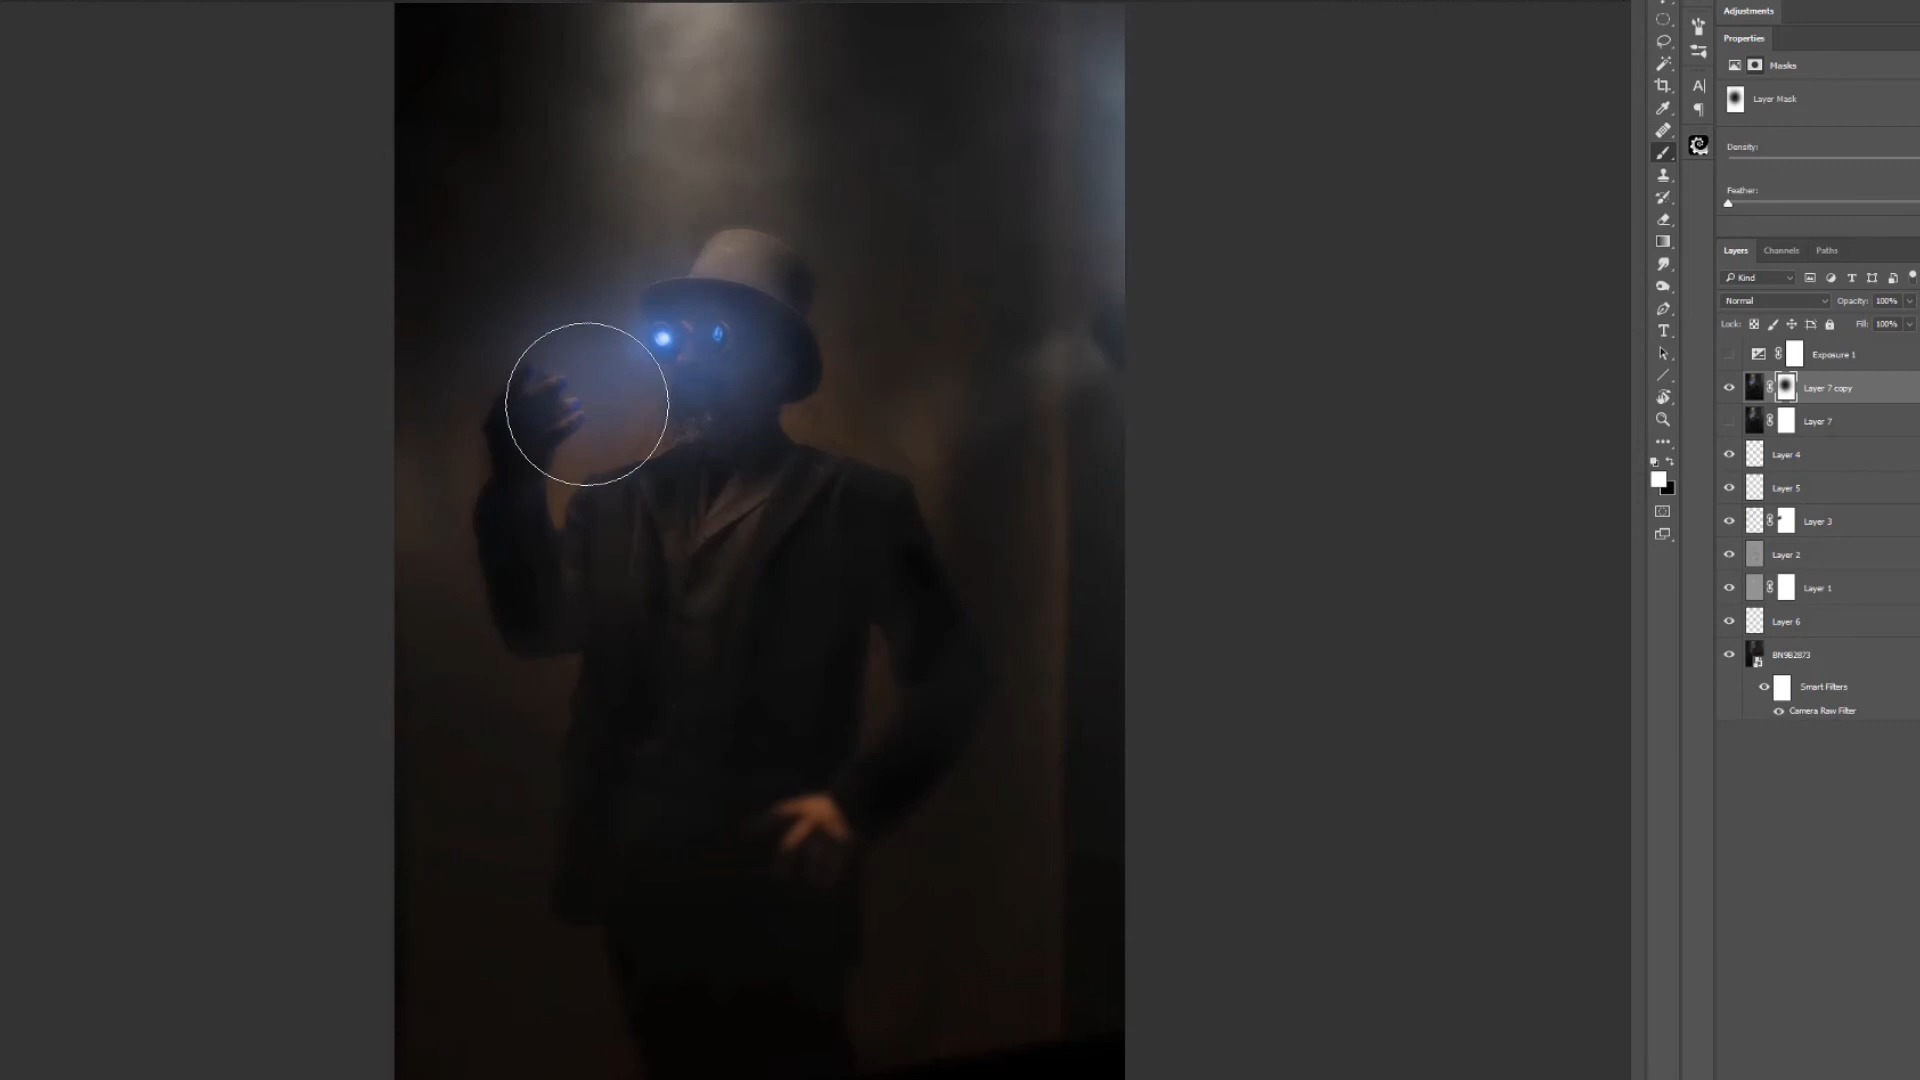 Adjustments
Properties
Masks
Layer Mask
Density:
Feather:
Layers Channels Paths
Kind
Normal Opacity: 100%
Lock: Fill: 100%
Exposure 1
Layer 7 copy
Layer 7
Layer 4
Layer 5
Layer 3
Layer 2
Layer 1
Layer 6
BN9B2873
Smart Filters
Camera Raw Filter